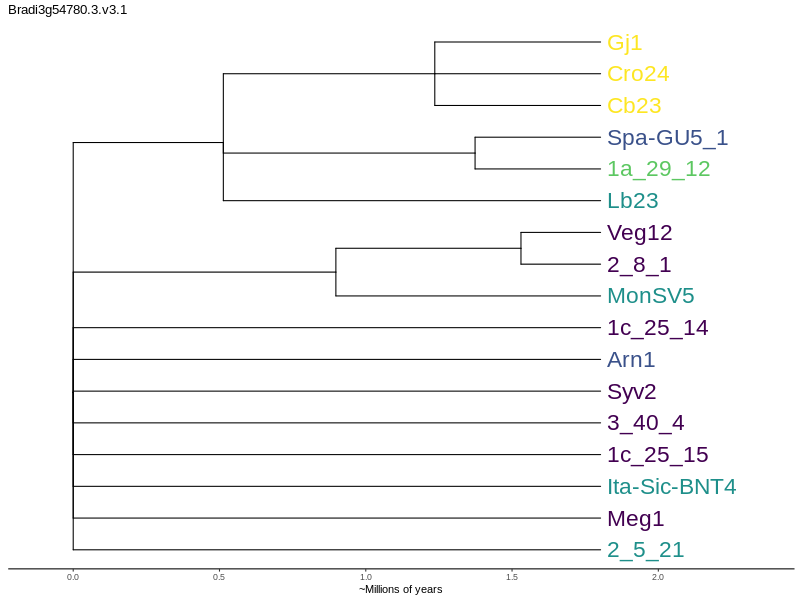 Bradi3g54780.3.v3.1
Gj1
Cro24
Cb23
Spa-GU5_1
1a_29_12
Lb23
Veg12
2_8_1
MonSV5
1c_25_14
Arn1
Syv2
3_40_4
1c_25_15
Ita-Sic-BNT4
Meg1
2_5_21
0.0 0.5 1.0 1.5 2.0
~Millions of years